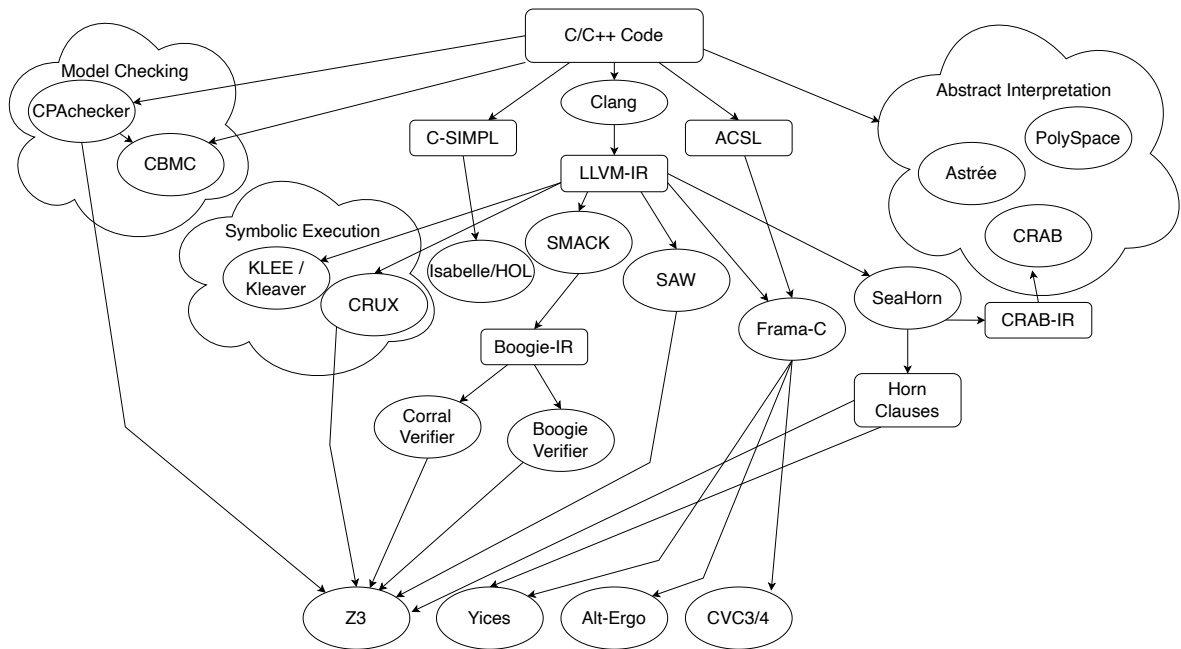 C/C++ Code
Model Checking
CPAchecker
CBMC
Clang
C-SIMPL
ACSL
Abstract Interpretation
PolySpace
Astrée
CRAB
LLVM-IR
Symbolic Execution
KLEE /
Kleaver
CRUX
Isabelle/HOL
SMACK
SAW
Frama-C
SeaHorn
CRAB-IR
Boogie-IR
Horn
Clauses
Corral
Verifier
Boogie
Verifier
Z3
Yices
Alt-Ergo
CVC3/4